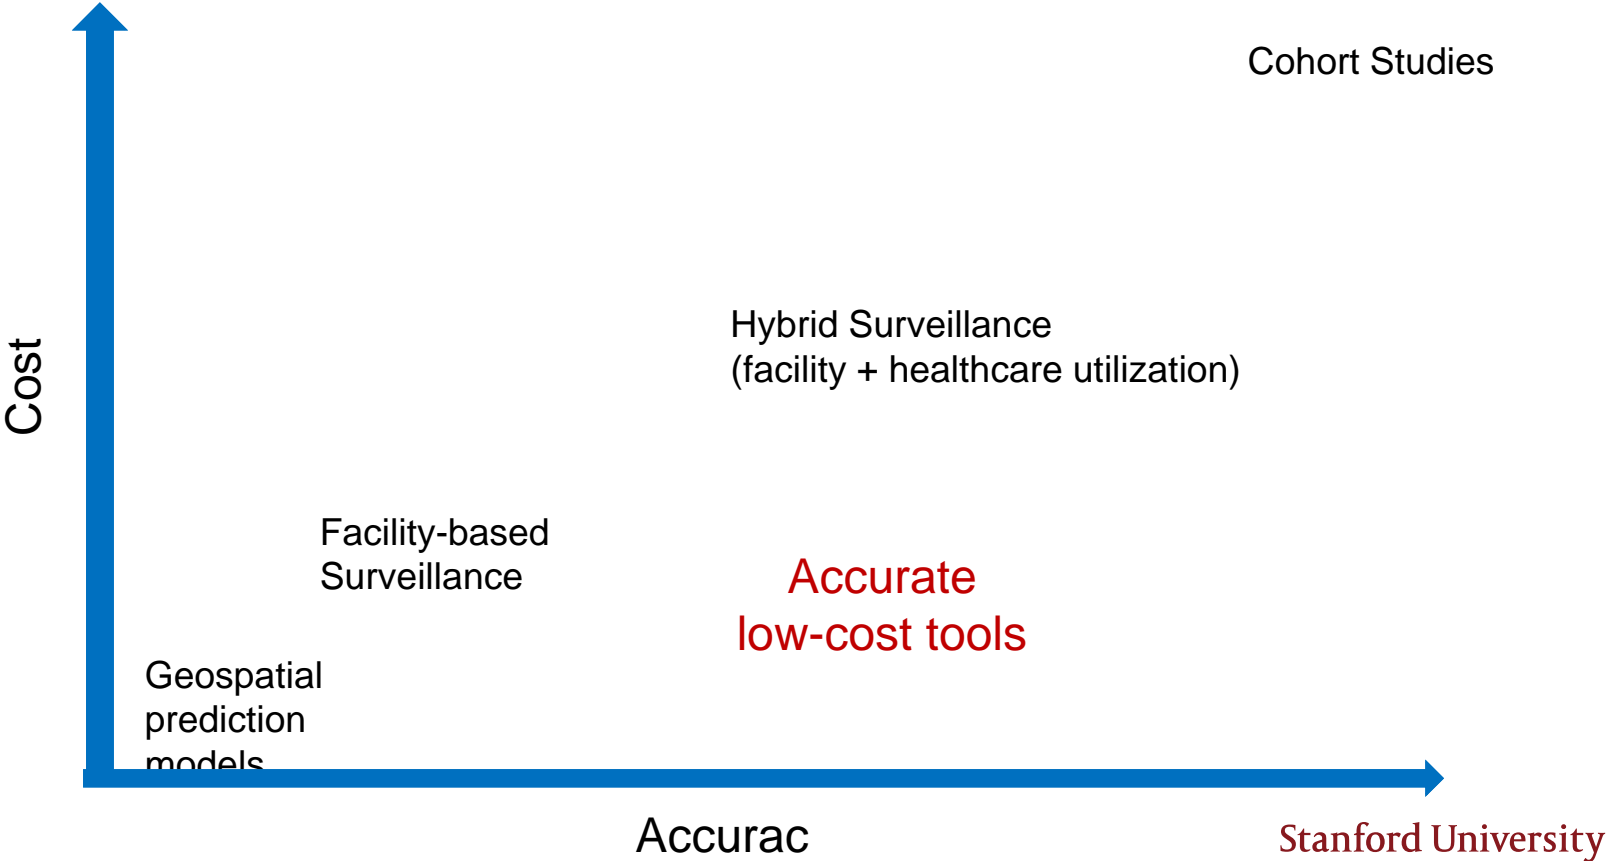 Cohort Studies
Hybrid Surveillance
(facility + healthcare utilization)
Cost
Facility-based
Surveillance
Accurate
low-cost tools
Geospatial
prediction
models
Accurac
Stanford University